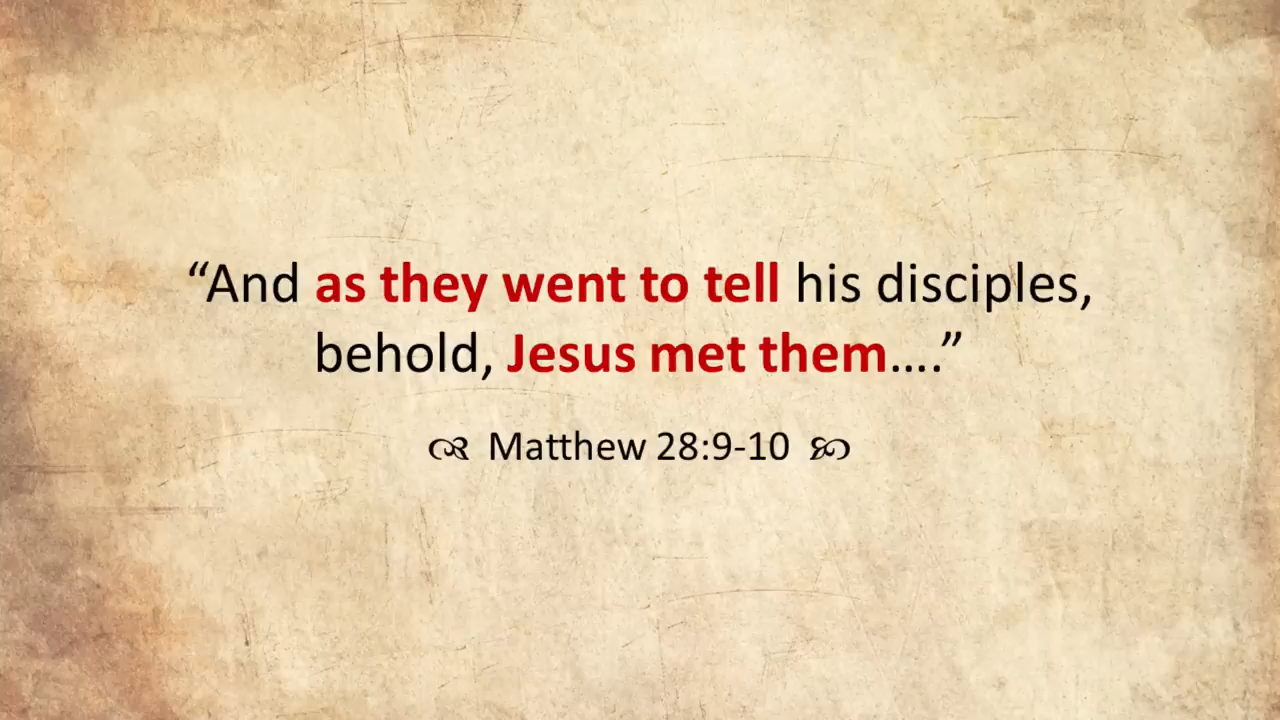 “And as they went to tell his disciples,
behold, Jesus met them….”
Matthew 28:9-10